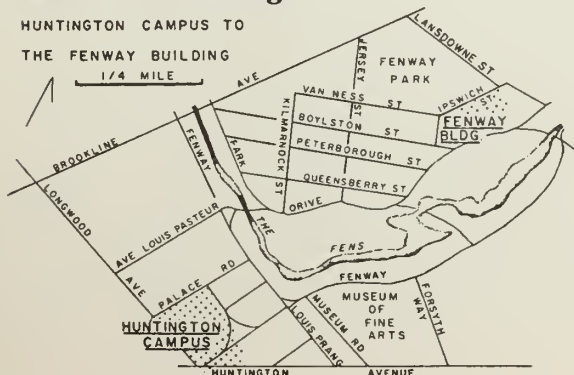 HUNTINGTON CAMPUS TO
THE FENWAY BUILDING
1/4 MILE
AVE
BROOKLINE
JERSEY ST
FENWAY
PARK
LANSDOWNE ST
VAN NESS ST
IPSWICH ST
FENWAY
BLDG.
BOYLSTON ST
PETERBOROUGH ST
QUEENSBERRY ST
KILMARNOCK ST
FENWAY
PARK
DRIVE
THE
FENS
FENWAY
LONGWOOD
AVE
AVE LOUIS PASTEUR
PALACE RD
HUNTINGTON
CAMPUS
LOUIS PRANG
MUSEUM RD
MUSEUM
OF
FINE
ARTS
FORSYTH
WAY
HUNTINGTON AVENUE